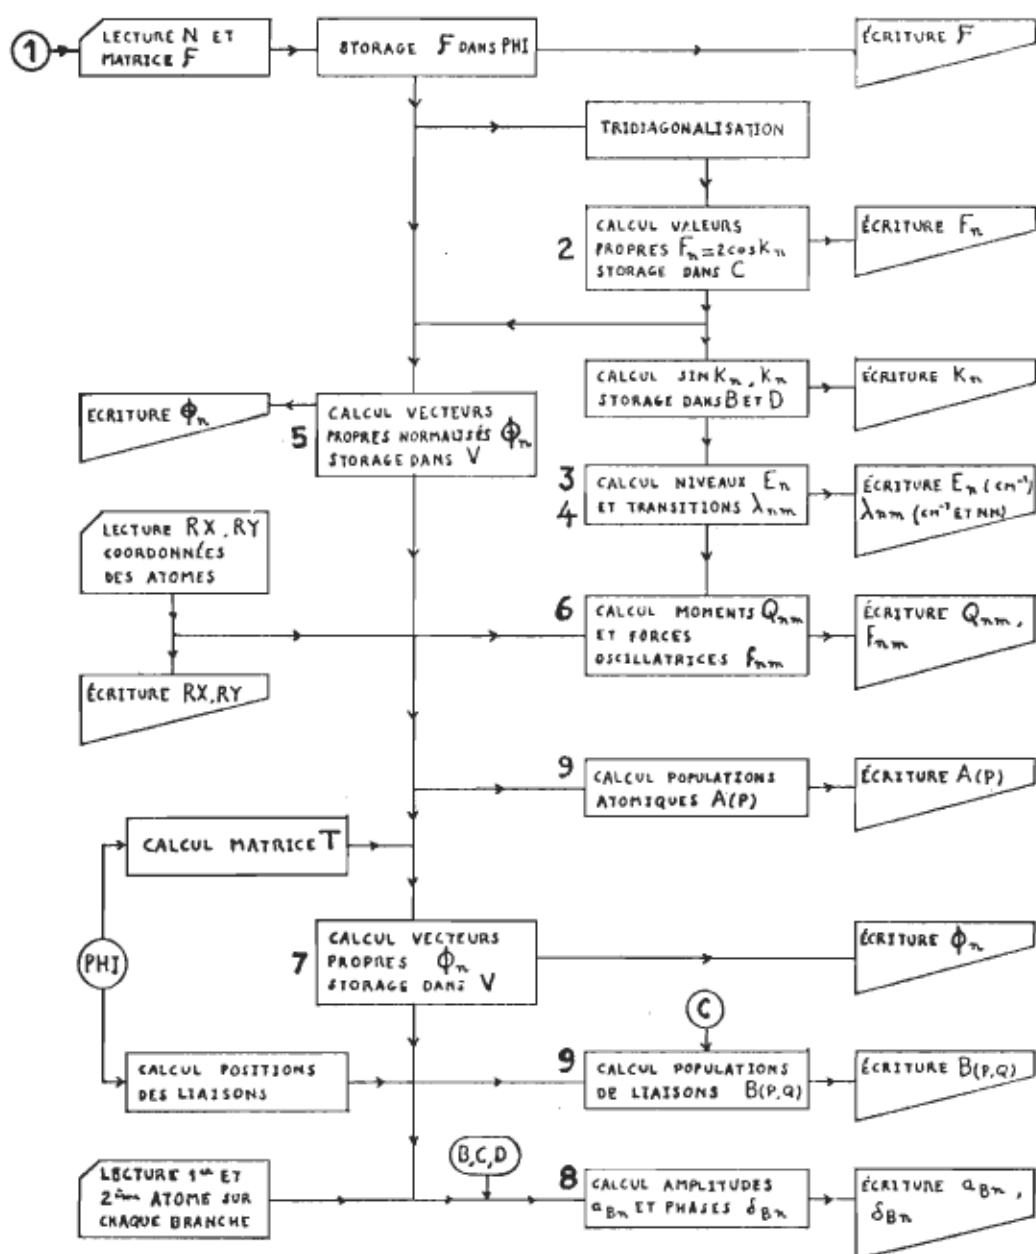 1
LECTURE N ET
MATRICE F
STORAGE F DANS PHI
ÉCRITURE F
TRIDIAGONALISATION
2
CALCUL VALEURS
PROPRES Fn=2cosKn
STORAGE DANS C
ÉCRITURE Fn
CALCUL SINKn, Kn
STORAGE DANS B ET D
ÉCRITURE Kn
ECRITURE ϕn
5
CALCUL VECTEURS
PROPRES NORMALISÉS ϕn
STORAGE DANS V
3
4
CALCUL NIVEAUX En
ET TRANSITIONS λnm
ÉCRITURE En (cm⁻¹)
λnm (cm⁻¹ ET NM)
LECTURE RX, RY
COORDONNÉES
DES ATOMES
6
CALCUL MOMENTS Qnm
ET FORCES
OSCILLATRICES fnm
ÉCRITURE Qnm,
fnm
ÉCRITURE RX,RY
9
CALCUL POPULATIONS
ATOMIQUES A(P)
ÉCRITURE A(P)
CALCUL MATRICE T
PHI
7
CALCUL VECTEURS
PROPRES ϕn
STORAGE DANS V
ÉCRITURE ϕn
C
CALCUL POSITIONS
DES LIAISONS
9
CALCUL POPULATIONS
DE LIAISONS B(P,Q)
ÉCRITURE B(P,Q)
LECTURE 1er ET
2ème ATOME SUR
CHAQUE BRANCHE
B,C,D
8
CALCUL AMPLITUDES
aBn ET PHASES δBn
ÉCRITURE aBn,
δBn